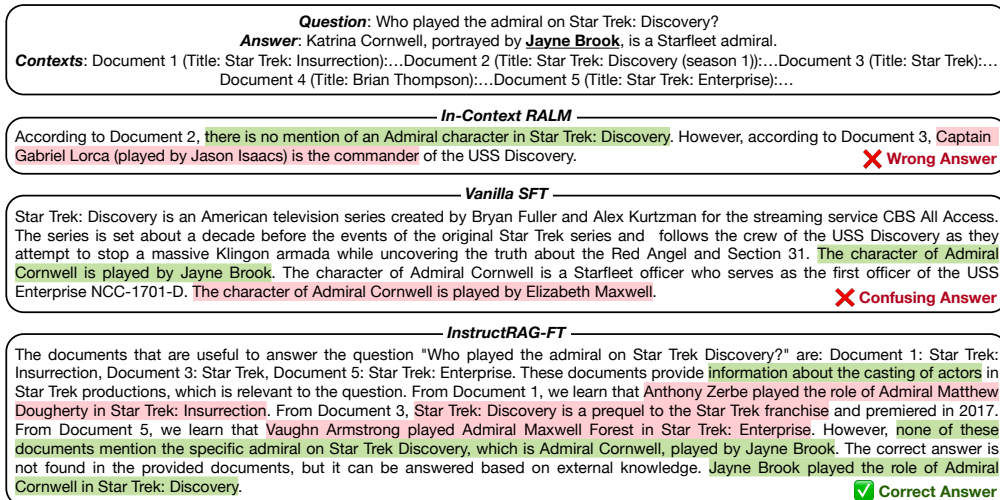 Question: Who played the admiral on Star Trek: Discovery?
Answer: Katrina Cornwell, portrayed by Jayne Brook, is a Starfleet admiral.
Contexts: Document 1 (Title: Star Trek: Insurrection):…Document 2 (Title: Star Trek: Discovery (season 1)):…Document 3 (Title: Star Trek):…
Document 4 (Title: Brian Thompson):…Document 5 (Title: Star Trek: Enterprise):…
In-Context RALM
According to Document 2, there is no mention of an Admiral character in Star Trek: Discovery. However, according to Document 3, Captain
Gabriel Lorca (played by Jason Isaacs) is the commander of the USS Discovery.
❌ Wrong Answer
Vanilla SFT
Star Trek: Discovery is an American television series created by Bryan Fuller and Alex Kurtzman for the streaming service CBS All Access.
The series is set about a decade before the events of the original Star Trek series and follows the crew of the USS Discovery as they
attempt to stop a massive Klingon armada while uncovering the truth about the Red Angel and Section 31. The character of Admiral
Cornwell is played by Jayne Brook. The character of Admiral Cornwell is a Starfleet officer who serves as the first officer of the USS
Enterprise NCC-1701-D. The character of Admiral Cornwell is played by Elizabeth Maxwell.
❌ Confusing Answer
InstructRAG-FT
The documents that are useful to answer the question "Who played the admiral on Star Trek Discovery?" are: Document 1: Star Trek:
Insurrection, Document 3: Star Trek, Document 5: Star Trek: Enterprise. These documents provide information about the casting of actors in
Star Trek productions, which is relevant to the question. From Document 1, we learn that Anthony Zerbe played the role of Admiral Matthew
Dougherty in Star Trek: Insurrection. From Document 3, Star Trek: Discovery is a prequel to the Star Trek franchise and premiered in 2017.
From Document 5, we learn that Vaughn Armstrong played Admiral Maxwell Forest in Star Trek: Enterprise. However, none of these
documents mention the specific admiral on Star Trek Discovery, which is Admiral Cornwell, played by Jayne Brook. The correct answer is
not found in the provided documents, but it can be answered based on external knowledge. Jayne Brook played the role of Admiral
Cornwell in Star Trek: Discovery.
✅ Correct Answer